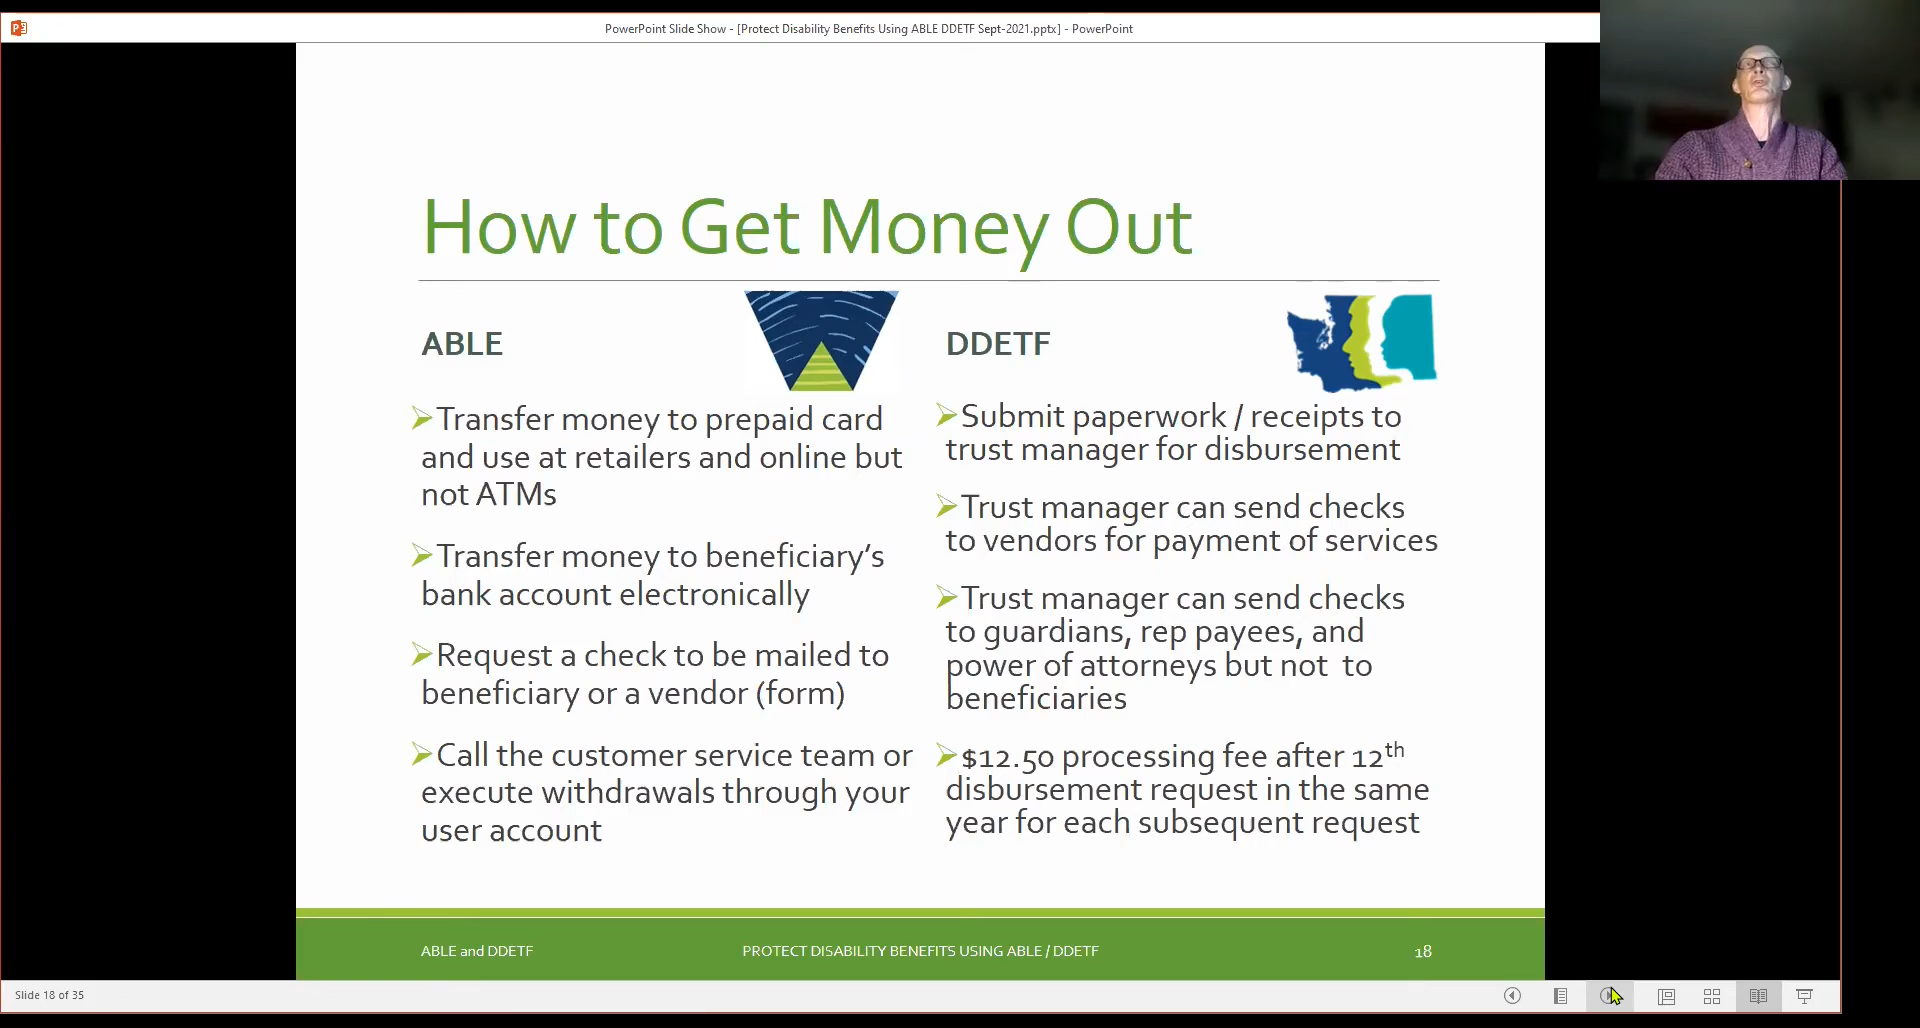 PowerPoint Slide Show - [Protect Disability Benefits Using ABLE DDETF Sept-2021.pptx] - PowerPoint
How to Get Money Out
ABLE
Transfer money to prepaid card
and use at retailers and online but
not ATMs
Transfer money to beneficiary's
bank account electronically
Request a check to be mailed to
beneficiary or a vendor (form)
Call the customer service team or
execute withdrawals through your
user account
DDETF
Submit paperwork / receipts to
trust manager for disbursement
Trust manager can send checks
to vendors for payment of services
Trust manager can send checks
to guardians, rep payees, and
power of attorneys but not to
beneficiaries
$12.50 processing fee after 12th
disbursement request in the same
year for each subsequent request
ABLE and DDETF
PROTECT DISABILITY BENEFITS USING ABLE / DDETF
18
Slide 18 of 35